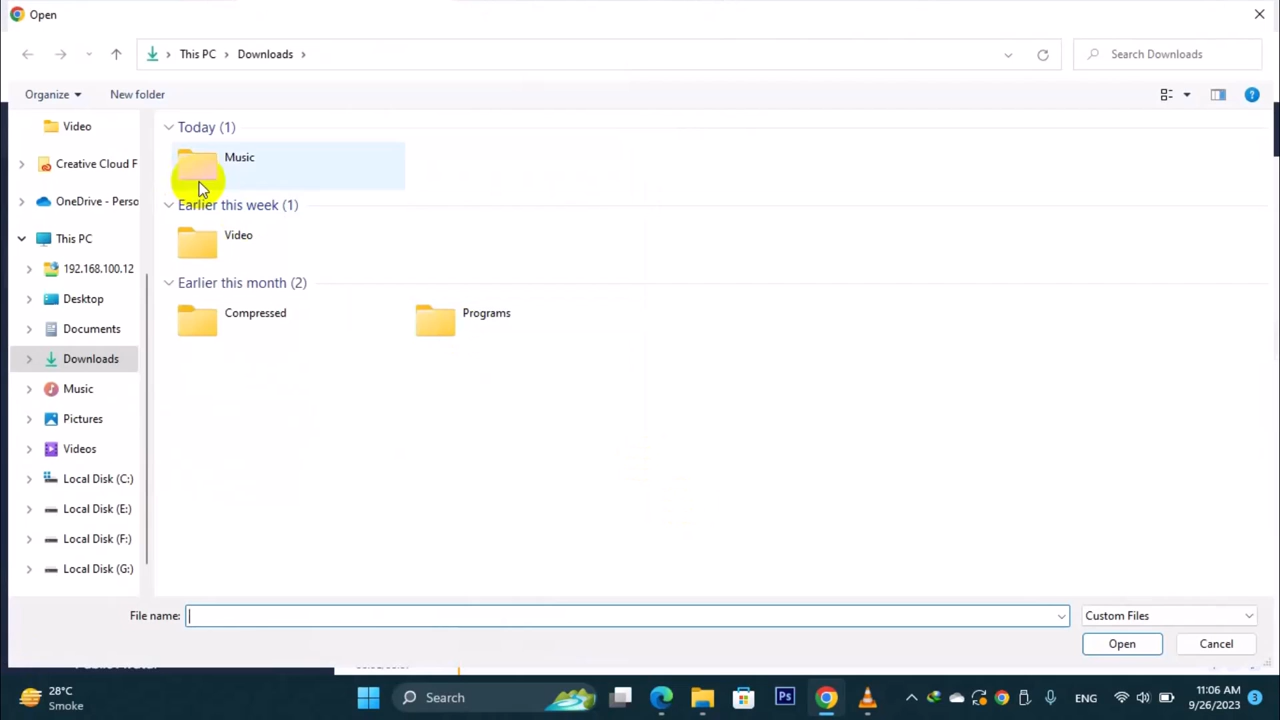 Open
This PC > Downloads >
Search Downloads
Organize
New folder
Video
Creative Cloud F
OneDrive - Perso
This PC
192.168.100.12
Desktop
Documents
Downloads
Music
Pictures
Videos
Local Disk (C:)
Local Disk (E:)
Local Disk (F:)
Local Disk (G:)
Today (1)
Music
Earlier this week (1)
Video
Earlier this month (2)
Compressed
Programs
File name:
Custom Files
Open
Cancel
28°C
Smoke
Search
Ps
ENG
11:06 AM
9/26/2023
3